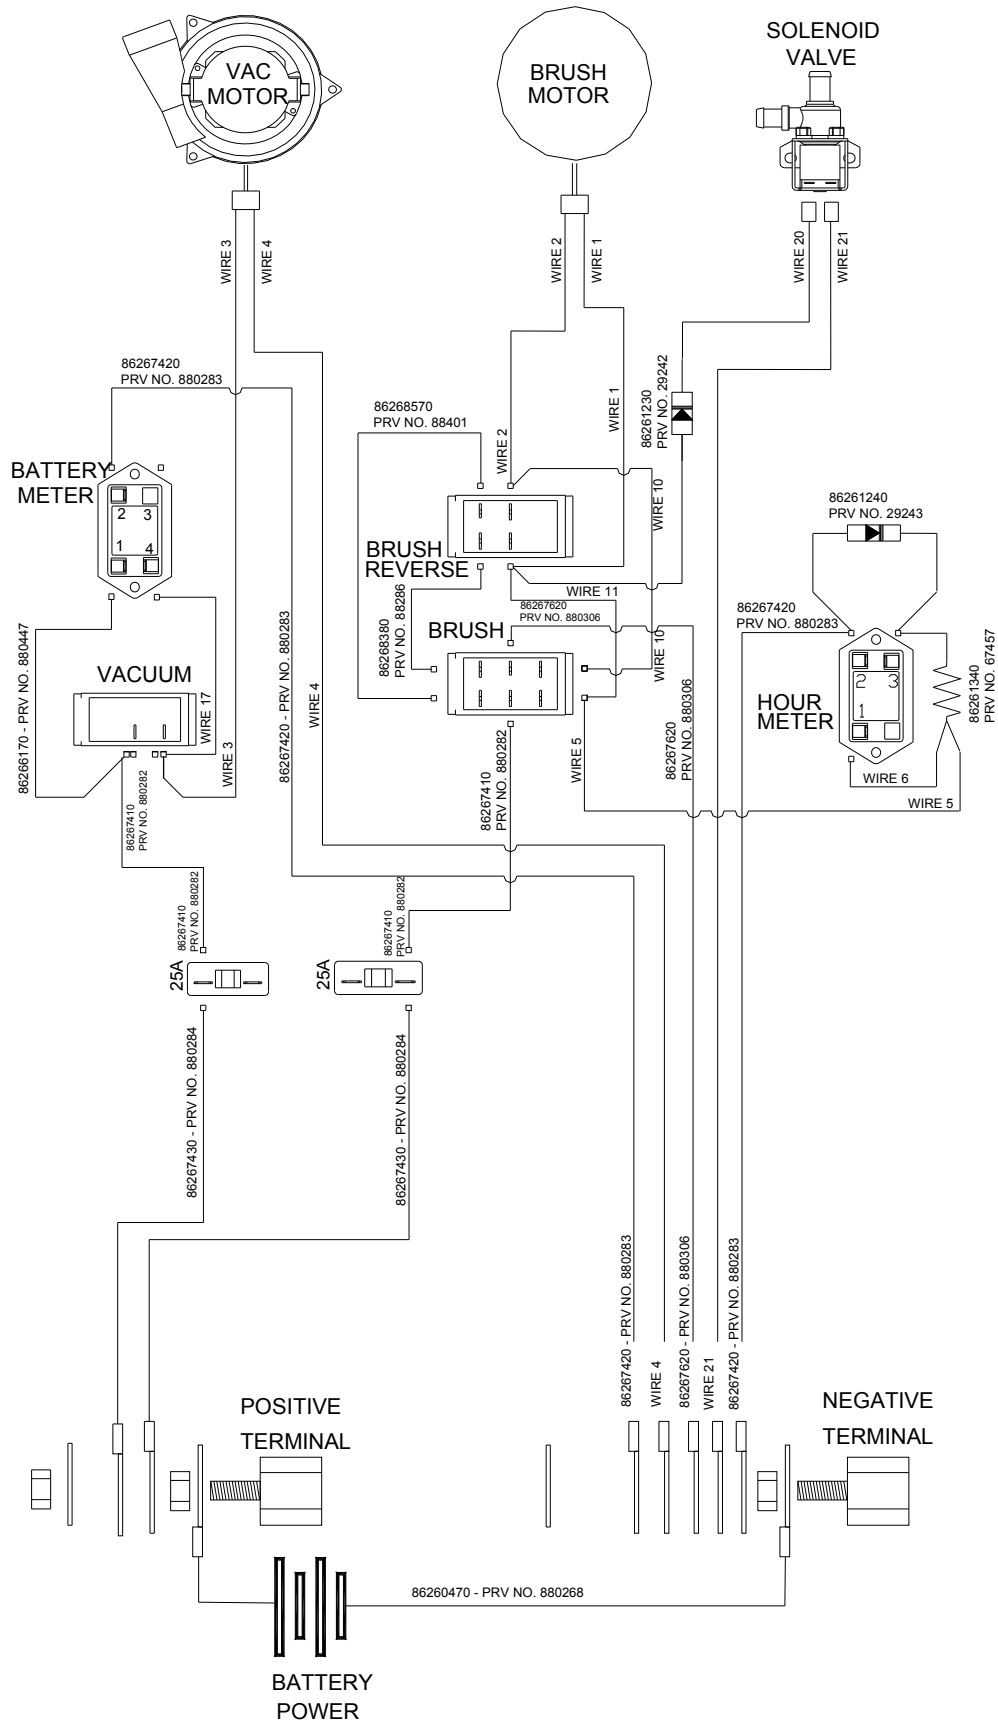 VAC
MOTOR
BRUSH
MOTOR
SOLENOID
VALVE
WIRE 3
WIRE 4
WIRE 2
WIRE 1
WIRE 20
WIRE 21
86267420
PRV NO. 880283
86268570
PRV NO. 88401
WIRE 2
WIRE 1
86261230
PRV NO. 29242
BATTERY
METER
2
3
1
4
WIRE 10
86261240
PRV NO. 29243
BRUSH
REVERSE
WIRE 11
86267620
PRV NO. 880306
86268380
PRV NO. 88286
BRUSH
WIRE 10
86267420
PRV NO. 880283
86261340
PRV NO. 67457
HOUR
METER
2
3
1
86266170 - PRV NO. 880447
VACUUM
WIRE 17
WIRE 3
86267420 - PRV NO. 880283
WIRE 4
86267410
PRV NO. 880282
86267410
PRV NO. 880282
WIRE 5
86267620
PRV NO. 880306
WIRE 6
WIRE 5
86267410
PRV NO. 880282
86267410
PRV NO. 880282
25A
25A
86267430 - PRV NO. 880284
86267430 - PRV NO. 880284
86267420 - PRV NO. 880283
WIRE 4
86267620 - PRV NO. 880306
WIRE 21
86267420 - PRV NO. 880283
POSITIVE
TERMINAL
NEGATIVE
TERMINAL
86260470 - PRV NO. 880268
BATTERY
POWER